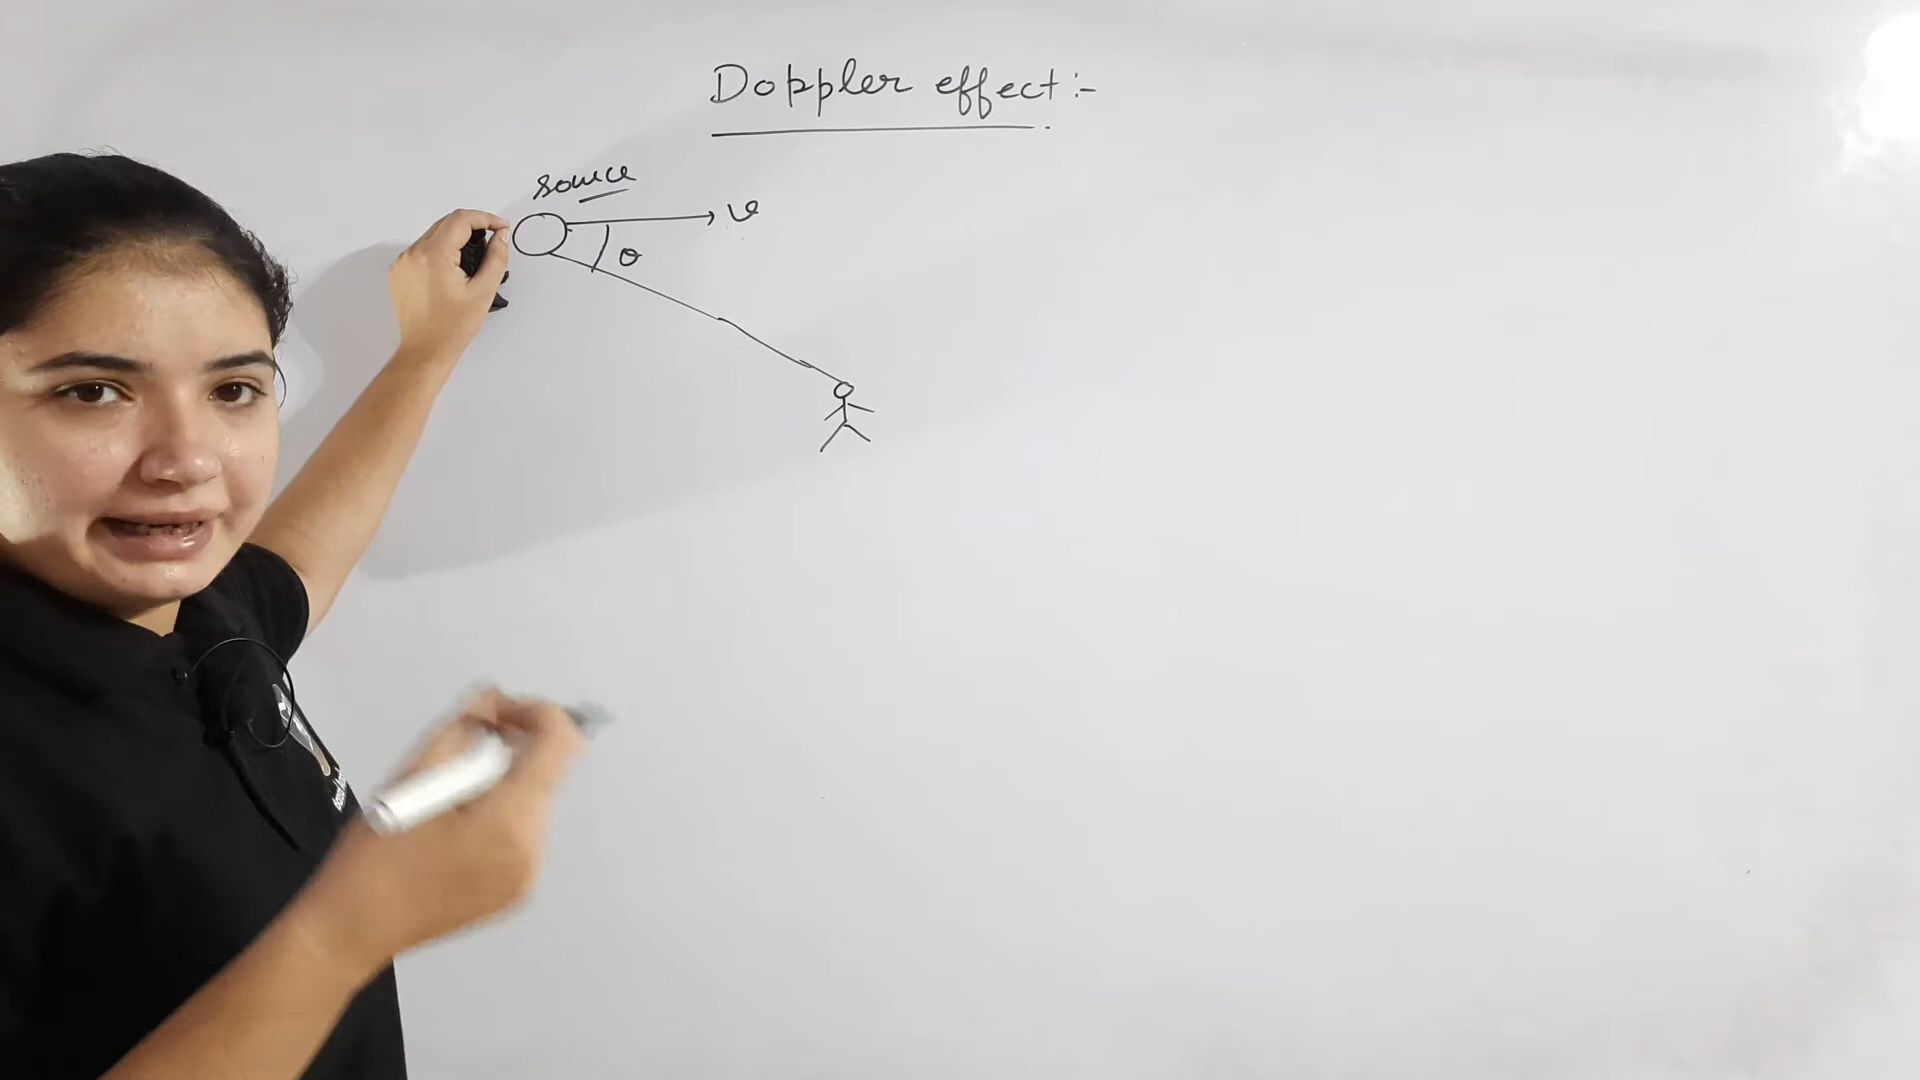 Doppler effect :-
source
v
θ